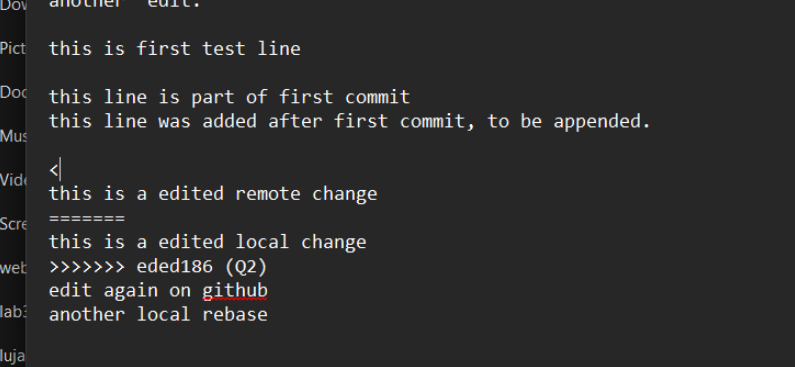 another edit.
this is first test line
this line is part of first commit
this line was added after first commit, to be appended.
<
this is a edited remote change
=======
this is a edited local change
>>>>>>> eded186 (Q2)
edit again on github
another local rebase
Dow
Pict
Doc
Mus
Vide
Scre
web
lab3
luja